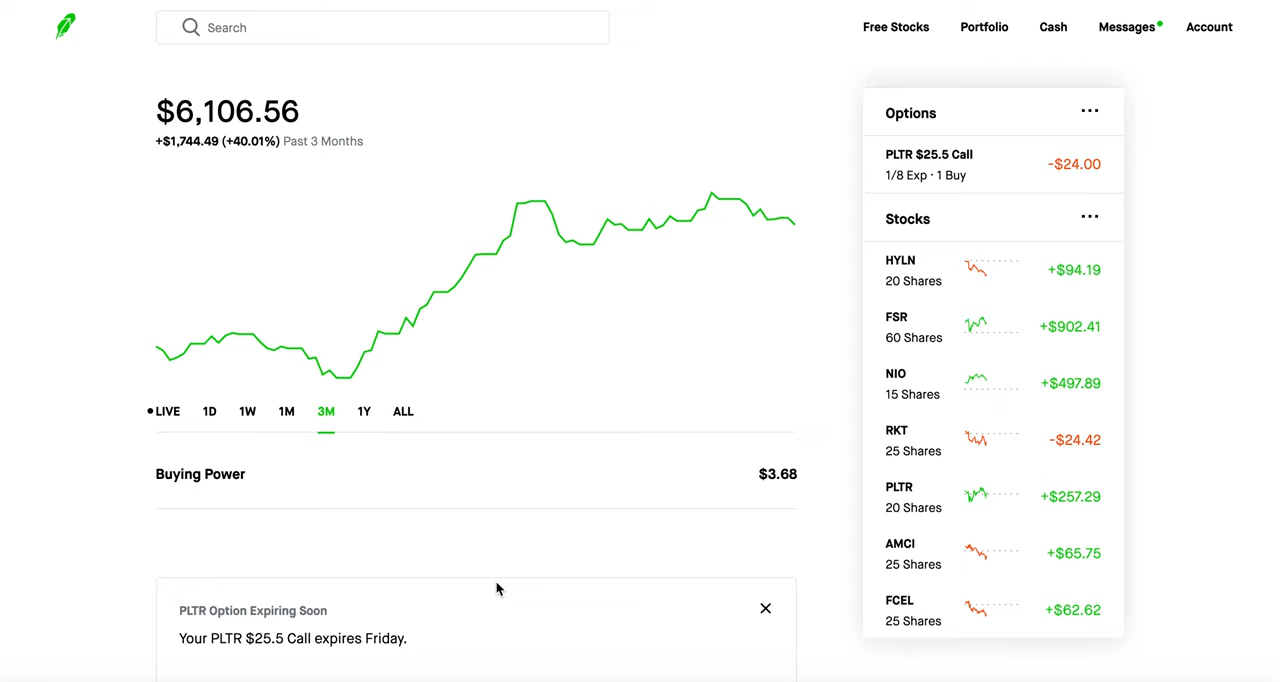 Search
Free Stocks Portfolio Cash Messages Account
$6,106.56
+$1,744.49 (+40.01%) Past 3 Months
LIVE 1D 1W 1M 3M 1Y ALL
Buying Power $3.68
PLTR Option Expiring Soon
Your PLTR $25.5 Call expires Friday.
Options
PLTR $25.5 Call
1/8 Exp · 1 Buy
-$24.00
Stocks
HYLN
20 Shares
+$94.19
FSR
60 Shares
+$902.41
NIO
15 Shares
+$497.89
RKT
25 Shares
-$24.42
PLTR
20 Shares
+$257.29
AMCI
25 Shares
+$65.75
FCEL
25 Shares
+$62.62